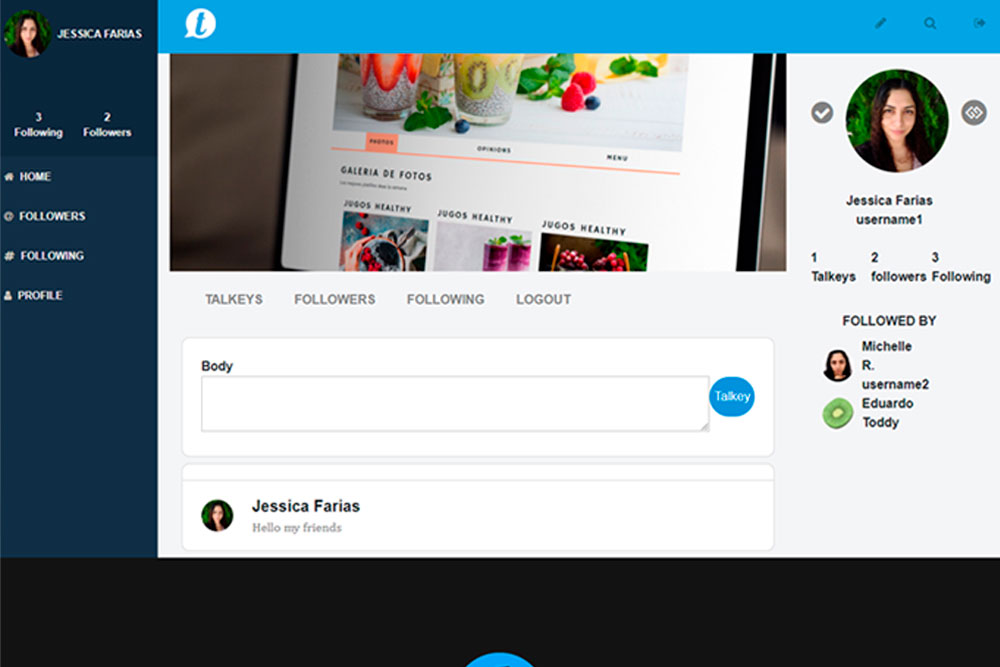 JESSICA FARIAS
3
Following
2
Followers
HOME
FOLLOWERS
FOLLOWING
PROFILE
t
PHOTOS
OPINIONS
MENU
GALERIA DE FOTOS
JUGOS HEALTHY
JUGOS HEALTHY
JUGOS HEALTHY
TALKEYS FOLLOWERS FOLLOWING LOGOUT
Body
Talkey
Jessica Farias
Hello my friends
Jessica Farias
username1
1 2 3
Talkeys followers Following
FOLLOWED BY
Michelle
R.
username2
Eduardo
Toddy